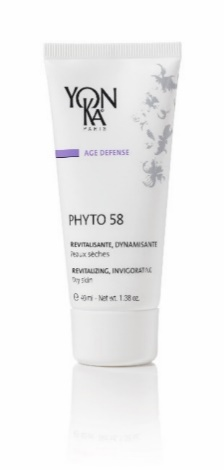 YON
KA
PARIS
AGE DEFENSE
PHYTO 58
REVITALISANTE, DYNAMISANTE
Peaux sèches
REVITALIZING, INVIGORATING
Dry Skin
e 40ml - Net wt. 1.38 oz.